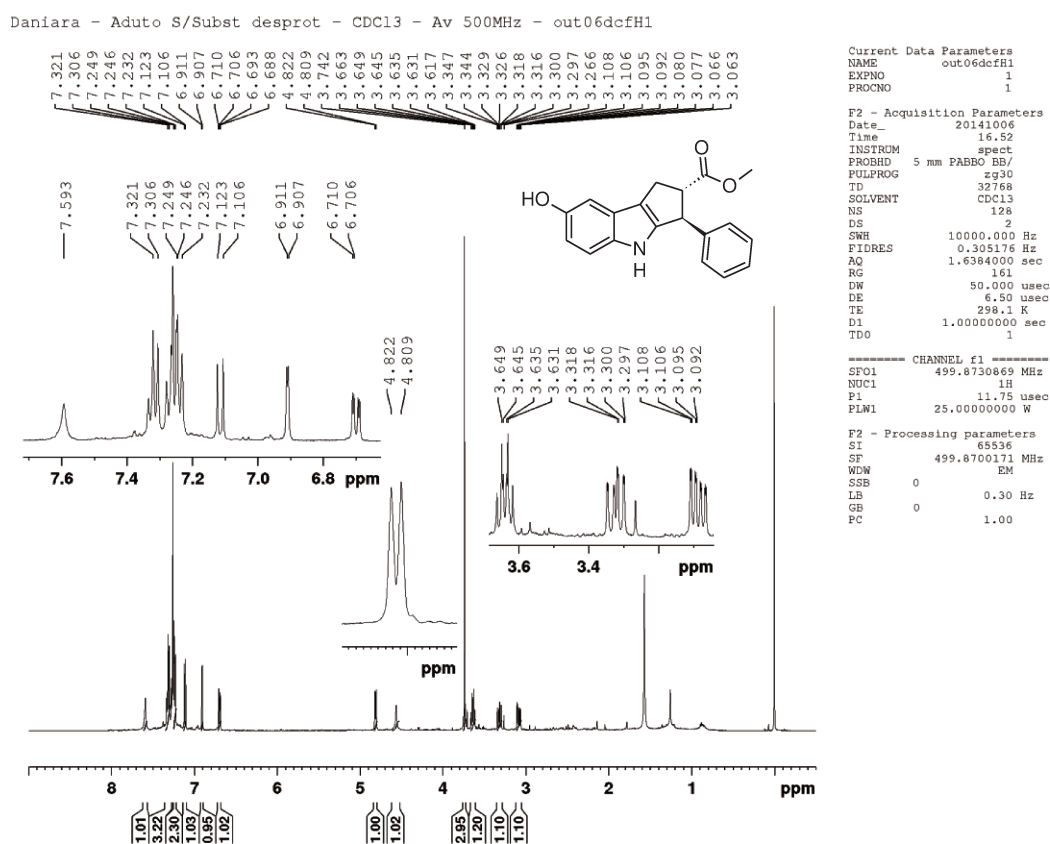 Daniara - Aduto S/Subst desprot - CDCl3 - Av 500MHz - out06dcfH1
7.321 7.306 7.249 7.246 7.232 7.123 7.106 6.911 6.907 6.710 6.706 6.693 6.688 4.822 4.809 3.742 3.663 3.649 3.645 3.635 3.631 3.617 3.347 3.344 3.329 3.326 3.318 3.316 3.300 3.297 3.266 3.108 3.106 3.095 3.092 3.080 3.077 3.066 3.063
7.593 7.321 7.306 7.249 7.246 7.232 7.123 7.106 6.911 6.907 6.710 6.706
7.6 7.4 7.2 7.0 6.8 ppm
HO
N
H
O
O
4.822 4.809
ppm
3.649 3.645 3.635 3.631 3.318 3.316 3.300 3.297 3.108 3.106 3.095 3.092
3.6 3.4 ppm
8 7 6 5 4 3 2 1 ppm
1.01 3.22 2.30 1.03 0.95 1.02 1.00 1.02 2.95 1.20 1.10 1.10
Current Data Parameters
NAME out06dcfH1
EXPNO 1
PROCNO 1
F2 - Acquisition Parameters
Date_ 20141006
Time 16.52
INSTRUM spect
PROBHD 5 mm PABBO BB/
PULPROG zg30
TD 32768
SOLVENT CDCl3
NS 128
DS 2
SWH 10000.000 Hz
FIDRES 0.305176 Hz
AQ 1.6384000 sec
RG 161
DW 50.000 usec
DE 6.50 usec
TE 298.1 K
D1 1.00000000 sec
TD0 1
======== CHANNEL f1 ========
SFO1 499.8730869 MHz
NUC1 1H
P1 11.75 usec
PLW1 25.00000000 W
F2 - Processing parameters
SI 65536
SF 499.8700171 MHz
WDW EM
SSB 0
LB 0.30 Hz
GB 0
PC 1.00